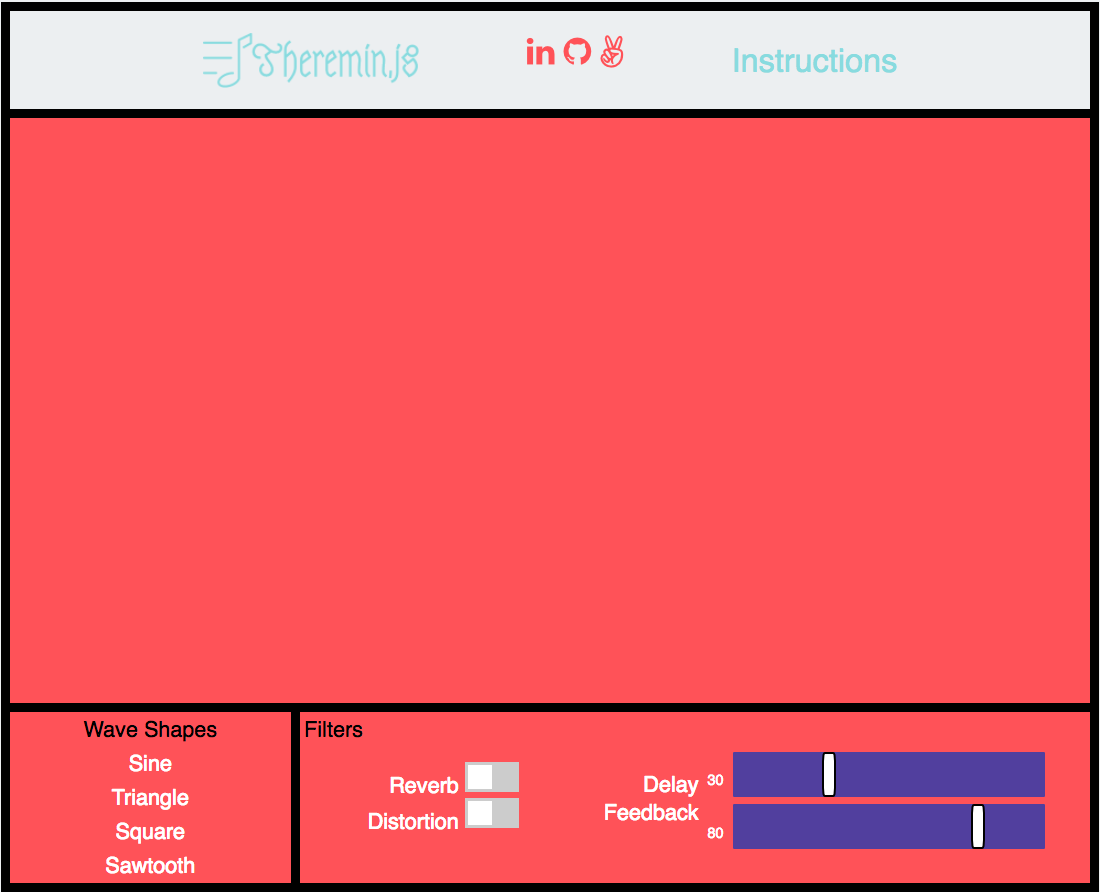 Theremin.js
in
Instructions
Wave Shapes
Sine
Triangle
Square
Sawtooth
Filters
Reverb
Distortion
Delay 30
Feedback
80